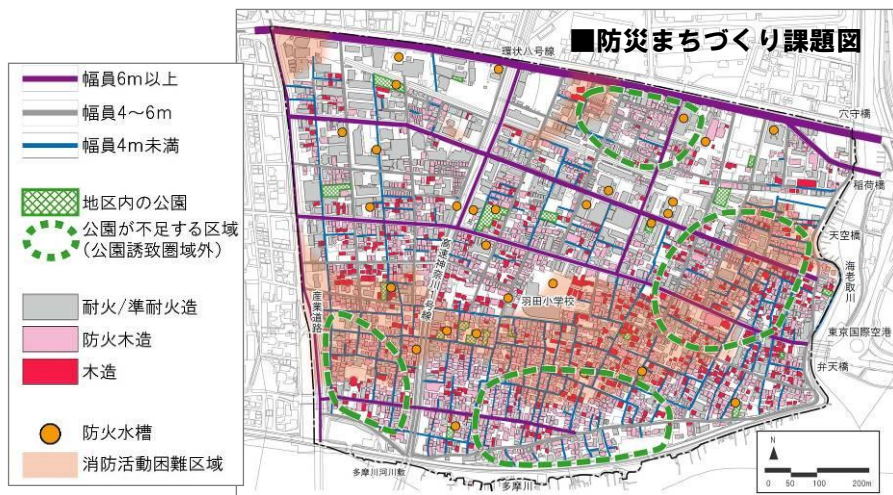 ■防災まちづくり課題図
幅員6m以上
幅員4～6m
幅員4m未満
地区内の公園
公園が不足する区域
(公園誘致圏域外)
耐火/準耐火造
防火木造
木造
防火水槽
消防活動困難区域
環状八号線
穴守橋
稲荷橋
天空橋
海老取川
東京国際空港
弁天橋
高速神奈川1号線
羽田小学校
産業道路
多摩川河川敷
多摩川
N
0 50 100 200m